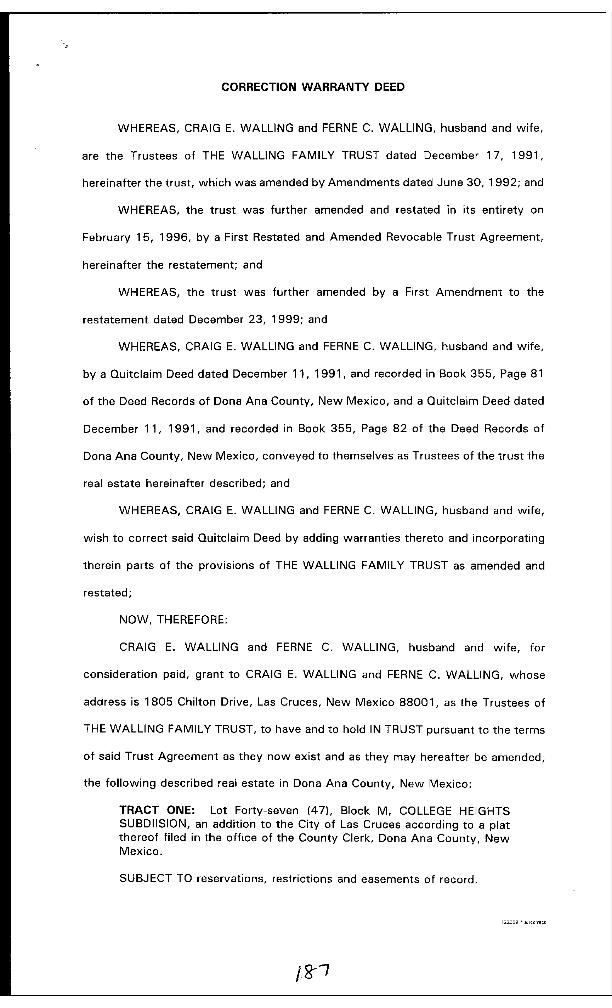 CORRECTION WARRANTY DEED
WHEREAS, CRAIG E. WALLING and FERNE C. WALLING, husband and wife,
are the Trustees of THE WALLING FAMILY TRUST dated December 17, 1991,
hereinafter the trust, which was amended by Amendments dated June 30, 1992; and
WHEREAS, the trust was further amended and restated in its entirety on
February 15, 1996, by a First Restated and Amended Revocable Trust Agreement,
hereinafter the restatement; and
WHEREAS, the trust was further amended by a First Amendment to the
restatement dated December 23, 1999; and
WHEREAS, CRAIG E. WALLING and FERNE C. WALLING, husband and wife,
by a Quitclaim Deed dated December 11, 1991, and recorded in Book 355, Page 81
of the Deed Records of Dona Ana County, New Mexico, and a Quitclaim Deed dated
December 11, 1991, and recorded in Book 355, Page 82 of the Deed Records of
Dona Ana County, New Mexico, conveyed to themselves as Trustees of the trust the
real estate hereinafter described; and
WHEREAS, CRAIG E. WALLING and FERNE C. WALLING, husband and wife,
wish to correct said Quitclaim Deed by adding warranties thereto and incorporating
therein parts of the provisions of THE WALLING FAMILY TRUST as amended and
restated;
NOW, THEREFORE:
CRAIG E. WALLING and FERNE C. WALLING, husband and wife, for
consideration paid, grant to CRAIG E. WALLING and FERNE C. WALLING, whose
address is 1805 Chilton Drive, Las Cruces, New Mexico 88001, as the Trustees of
THE WALLING FAMILY TRUST, to have and to hold IN TRUST pursuant to the terms
of said Trust Agreement as they now exist and as they may hereafter be amended,
the following described real estate in Dona Ana County, New Mexico:
TRACT ONE: Lot Forty-seven (47), Block M, COLLEGE HEIGHTS
SUBDIISION, an addition to the City of Las Cruces according to a plat
thereof filed in the office of the County Clerk, Dona Ana County, New
Mexico.
SUBJECT TO reservations, restrictions and easements of record.
187